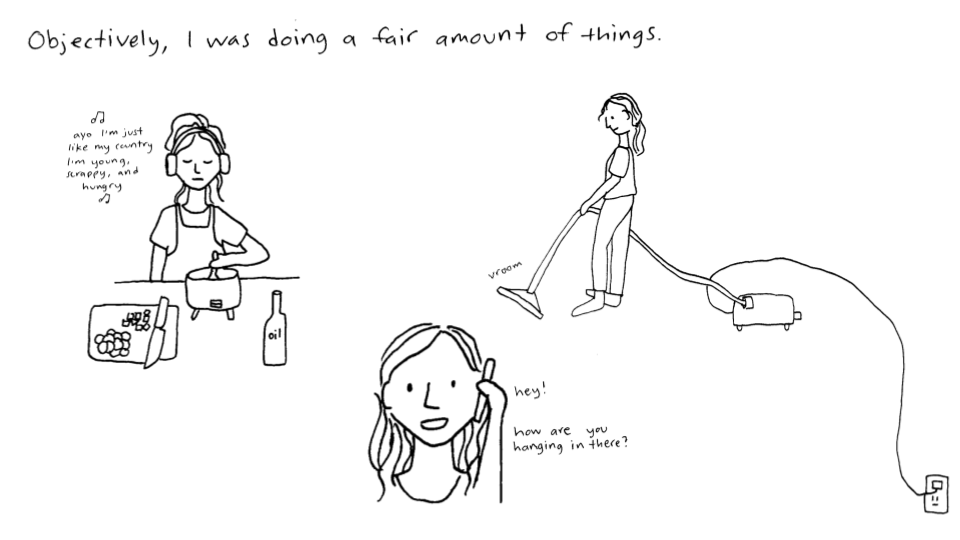 Objectively, I was doing a fair amount of things.
ayo I'm just
like my country
I'm young,
scrappy, and
hungry
oil
vroom
hey!
how are you
hanging in there?